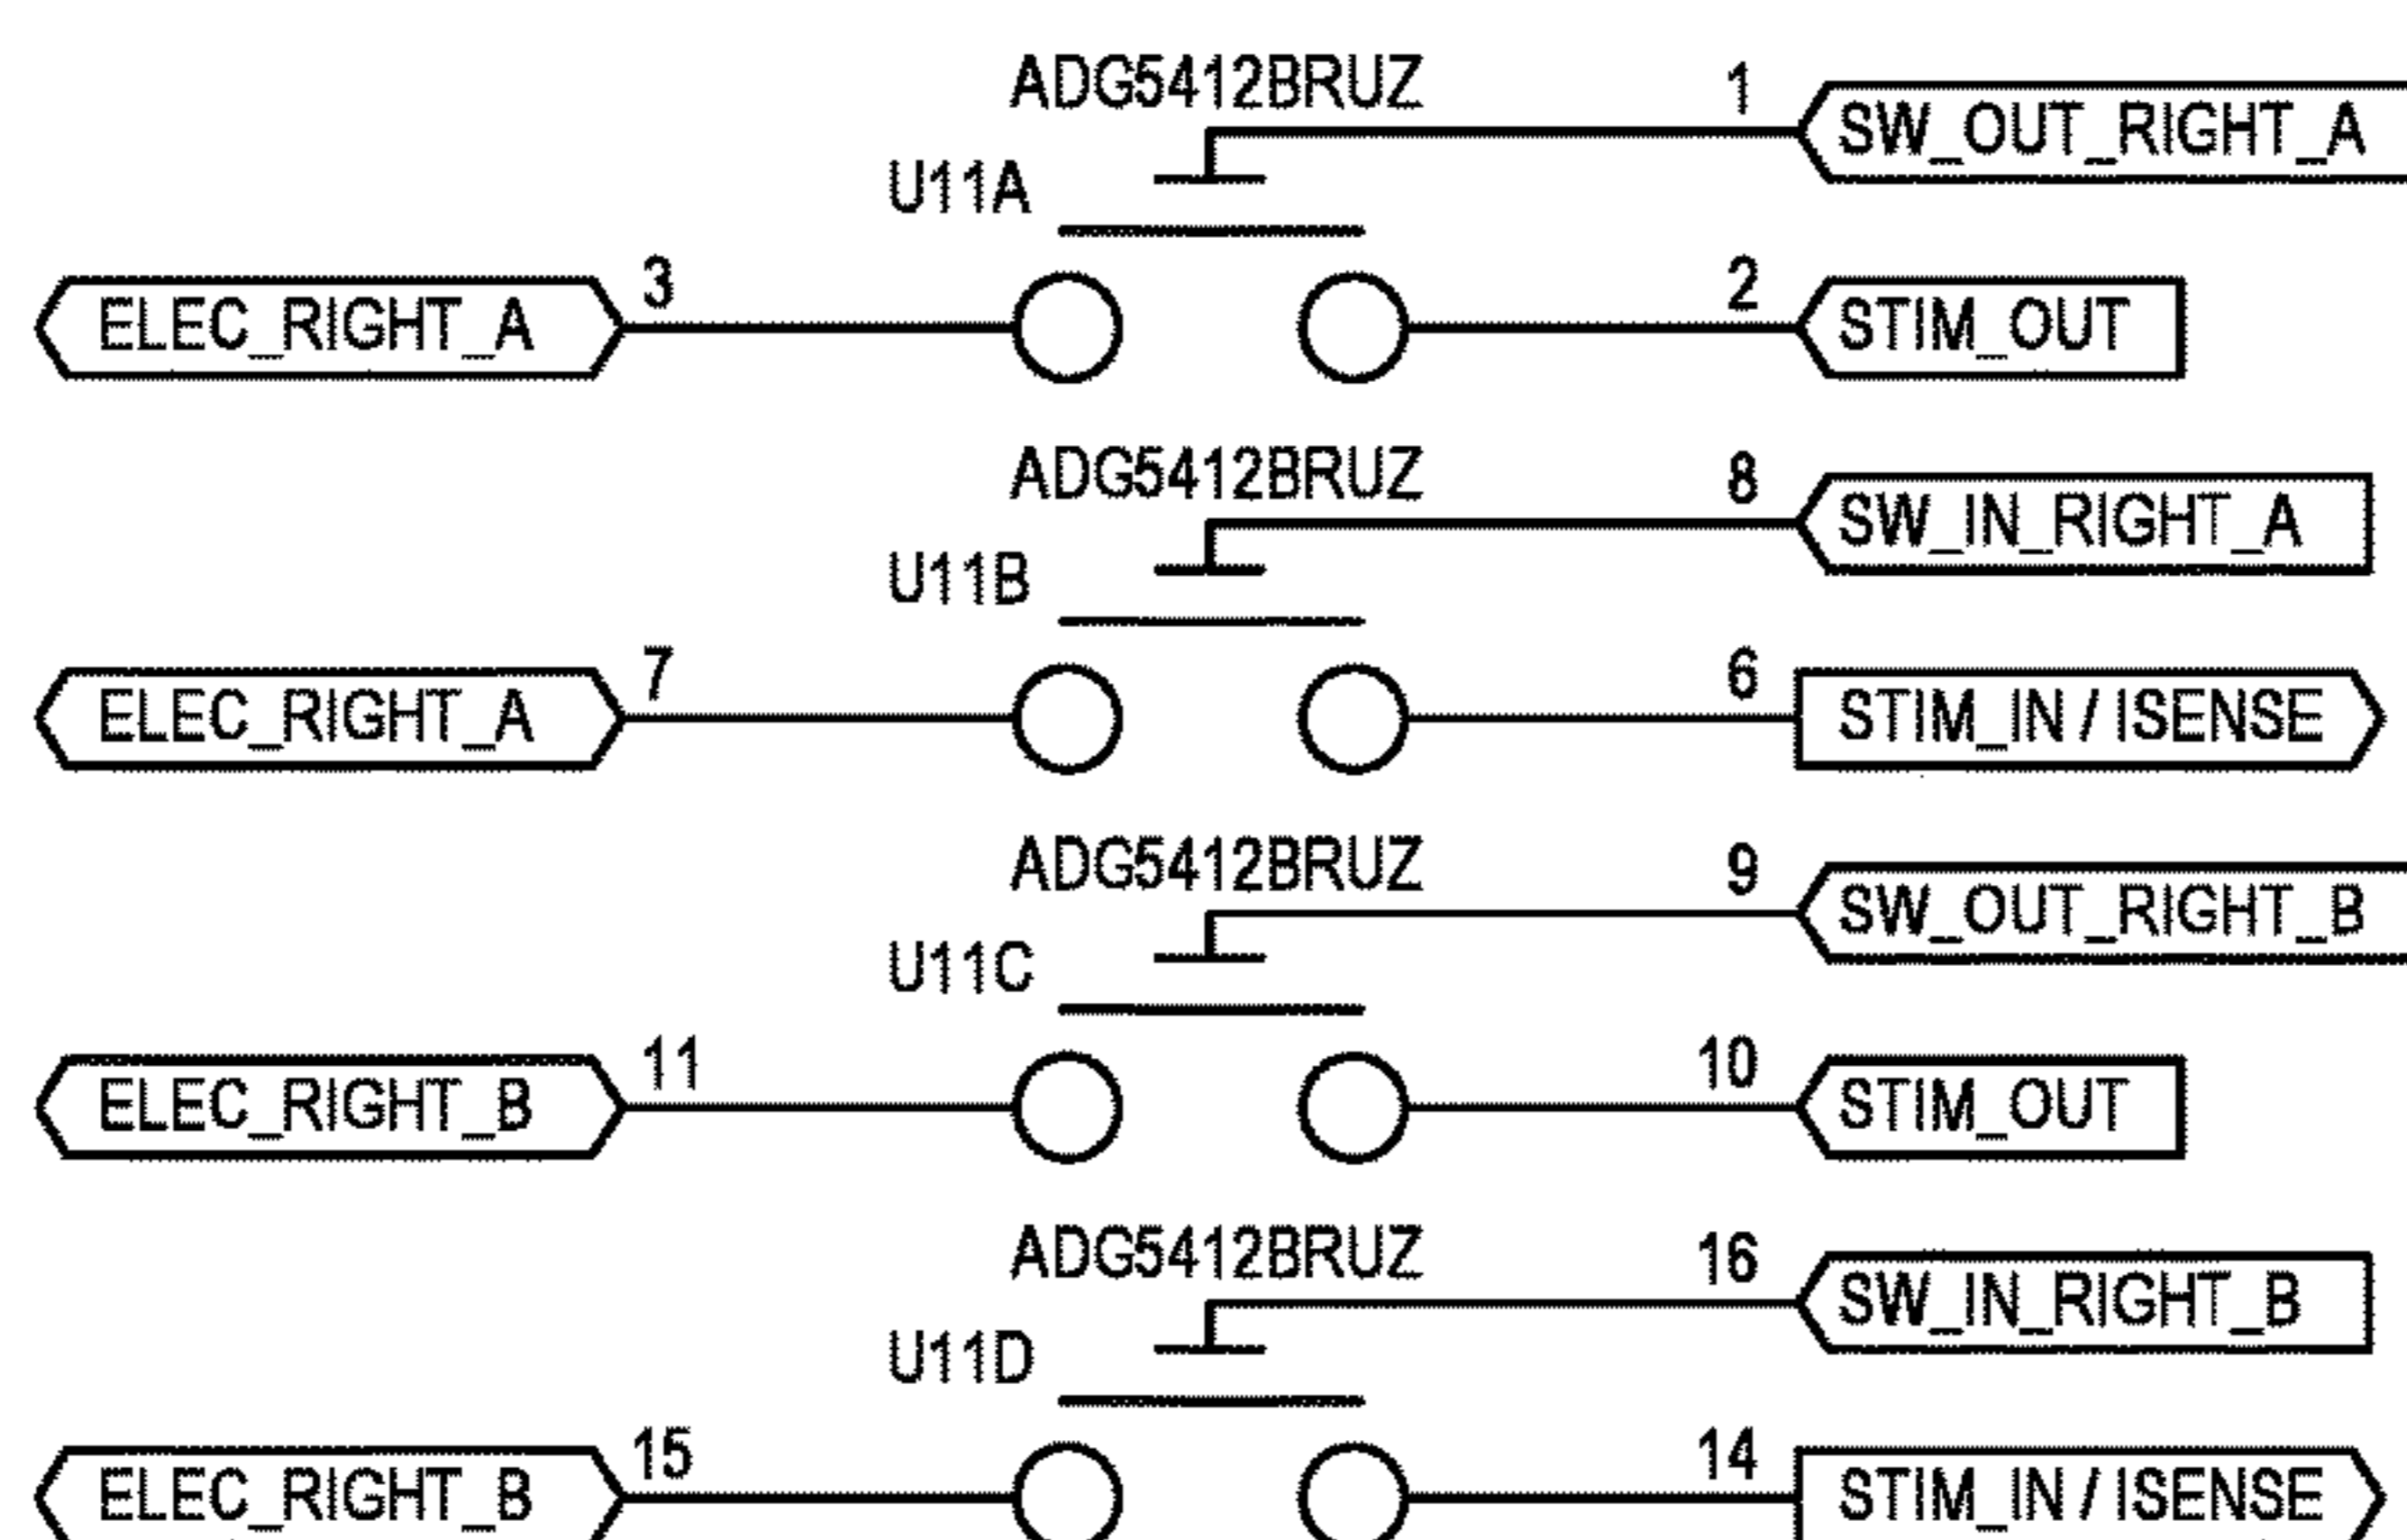 ADG5412BRUZ 1 SW_OUT_RIGHT_A
U11A
ELEC_RIGHT_A 3 2 STIM_OUT
ADG5412BRUZ 8 SW_IN_RIGHT_A
U11B
ELEC_RIGHT_A 7 6 STIM_IN / ISENSE
ADG5412BRUZ 9 SW_OUT_RIGHT_B
U11C
ELEC_RIGHT_B 11 10 STIM_OUT
ADG5412BRUZ 16 SW_IN_RIGHT_B
U11D
ELEC_RIGHT_B 15 14 STIM_IN / ISENSE